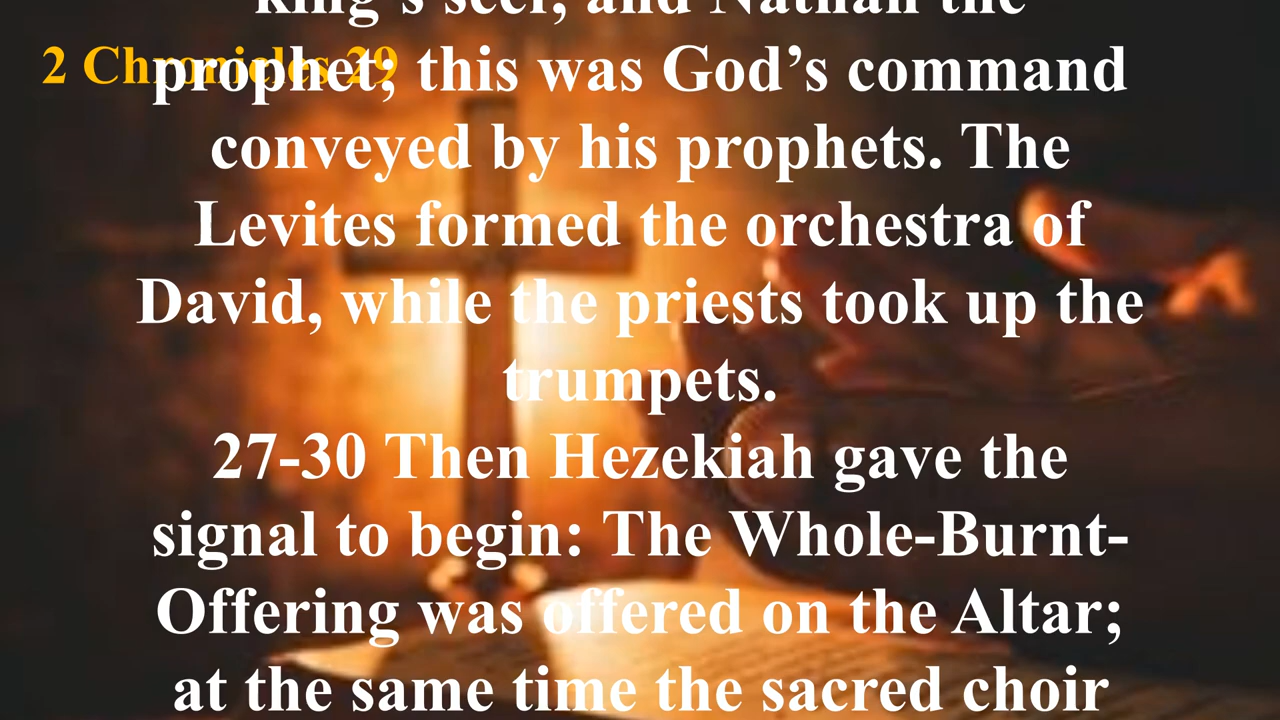 king's seer, and Nathan the
2 Chronicles 29
prophet; this was God’s command
conveyed by his prophets. The
Levites formed the orchestra of
David, while the priests took up the
trumpets.
27-30 Then Hezekiah gave the
signal to begin: The Whole-Burnt-
Offering was offered on the Altar;
at the same time the sacred choir